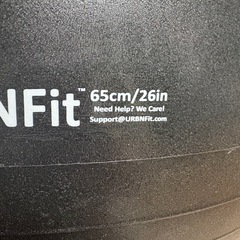 NFit™ 65cm/26in
Need Help? We Care!
Support@URBNFit.com